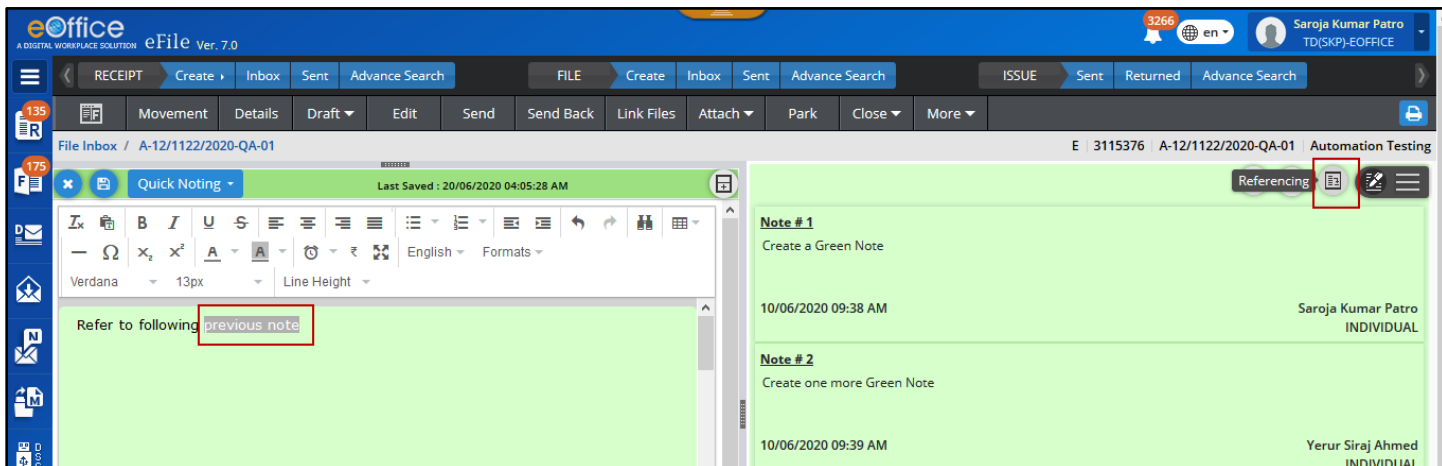 eOffice
A DIGITAL WORKPLACE SOLUTION eFile Ver. 7.0
3266
en
Saroja Kumar Patro
TD(SKP)-EOFFICE
RECEIPT Create Inbox Sent Advance Search FILE Create Inbox Sent Advance Search ISSUE Sent Returned Advance Search
135
R
F Movement Details Draft Edit Send Send Back Link Files Attach Park Close More
File Inbox / A-12/1122/2020-QA-01 E 3115376 A-12/1122/2020-QA-01 Automation Testing
175
F
Quick Noting Last Saved : 20/06/2020 04:05:28 AM Referencing
B I U S
Ω x₂ x² A A ₹ English Formats
Verdana 13px Line Height
D
N
M
D
S
Refer to following previous note
Note # 1
Create a Green Note
10/06/2020 09:38 AM Saroja Kumar Patro
INDIVIDUAL
Note # 2
Create one more Green Note
10/06/2020 09:39 AM Yerur Siraj Ahmed
INDIVIDUAL